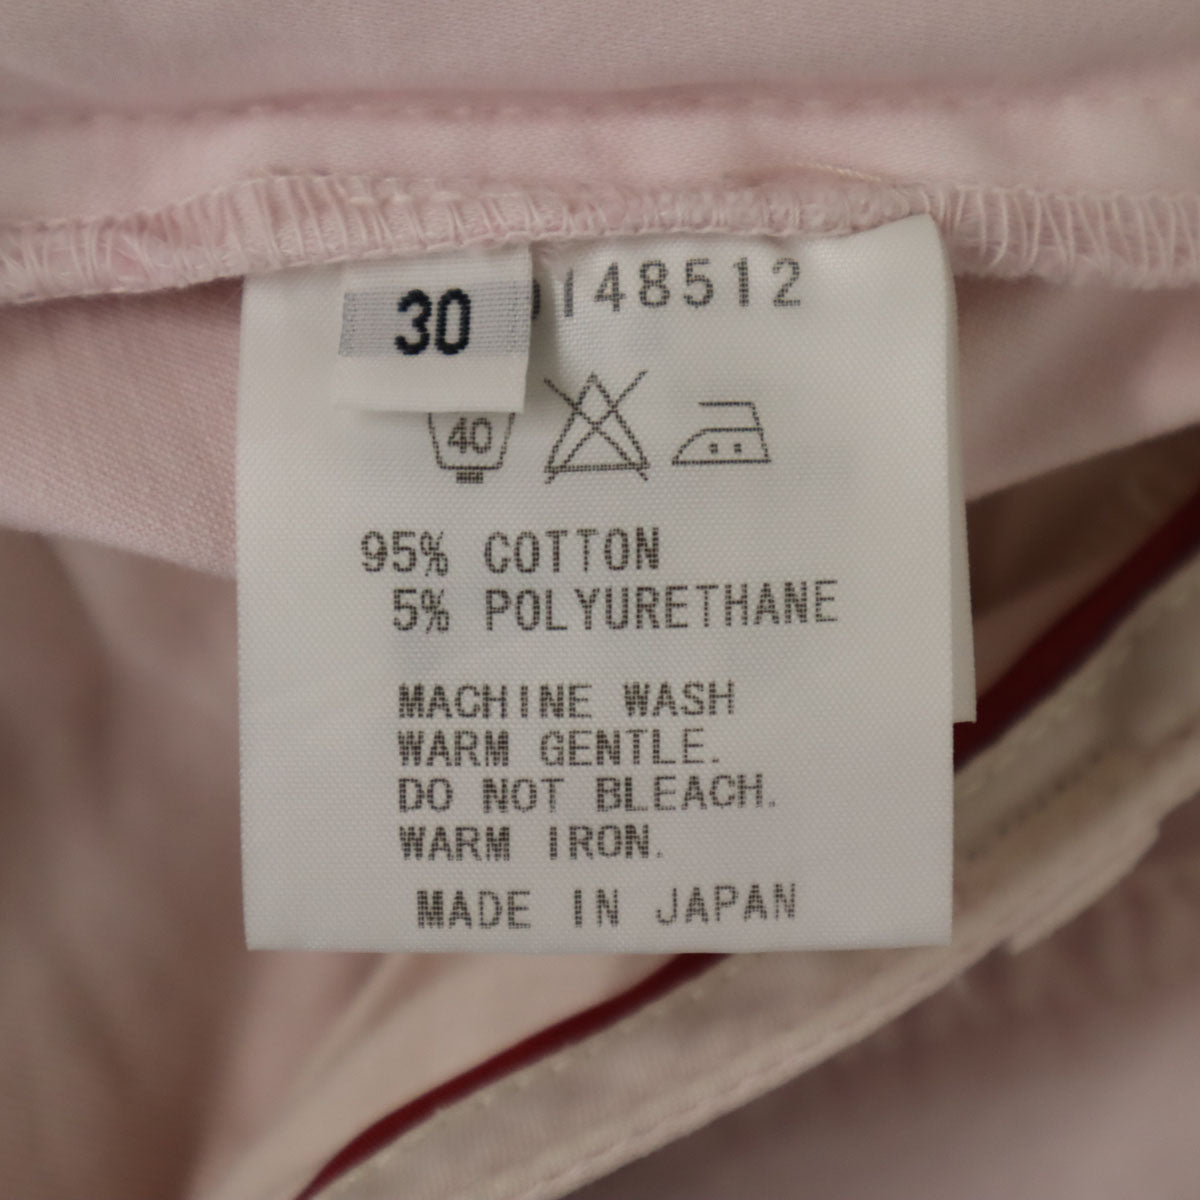 30
148512
40
95% COTTON
5% POLYURETHANE
MACHINE WASH
WARM GENTLE.
DO NOT BLEACH.
WARM IRON.
MADE IN JAPAN